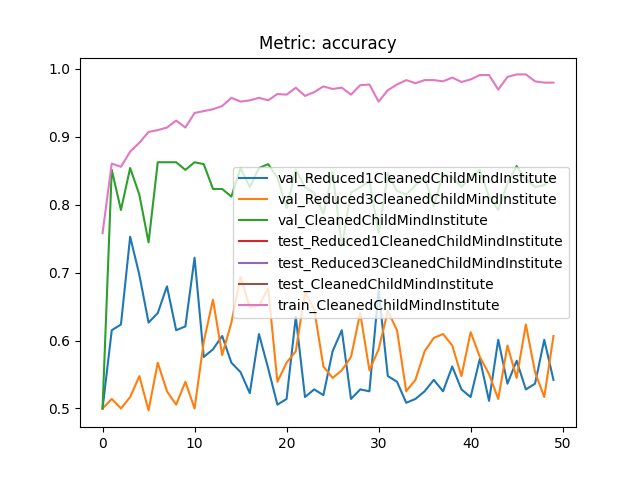 Metric: accuracy
1.0
0.9
0.8
0.7
0.6
0.5
val_Reduced1CleanedChildMindInstitute
val_Reduced3CleanedChildMindInstitute
val_CleanedChildMindInstitute
test_Reduced1CleanedChildMindInstitute
test_Reduced3CleanedChildMindInstitute
test_CleanedChildMindInstitute
train_CleanedChildMindInstitute
0 10 20 30 40 50